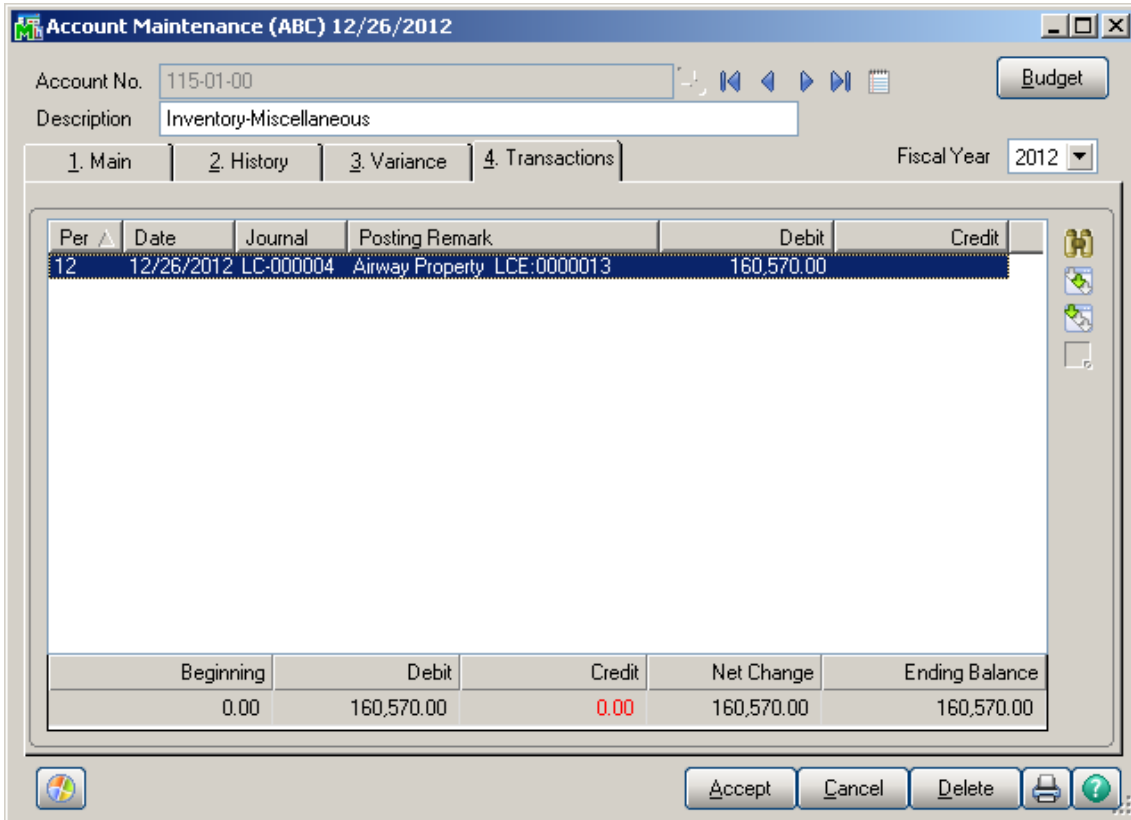 Account Maintenance (ABC) 12/26/2012
Account No. 115-01-00 Budget
Description Inventory-Miscellaneous
1. Main 2. History 3. Variance 4. Transactions Fiscal Year 2012
Per Date Journal Posting Remark Debit Credit
12 12/26/2012 LC-000004 Airway Property LCE:0000013 160,570.00
Beginning Debit Credit Net Change Ending Balance
0.00 160,570.00 0.00 160,570.00 160,570.00
Accept Cancel Delete